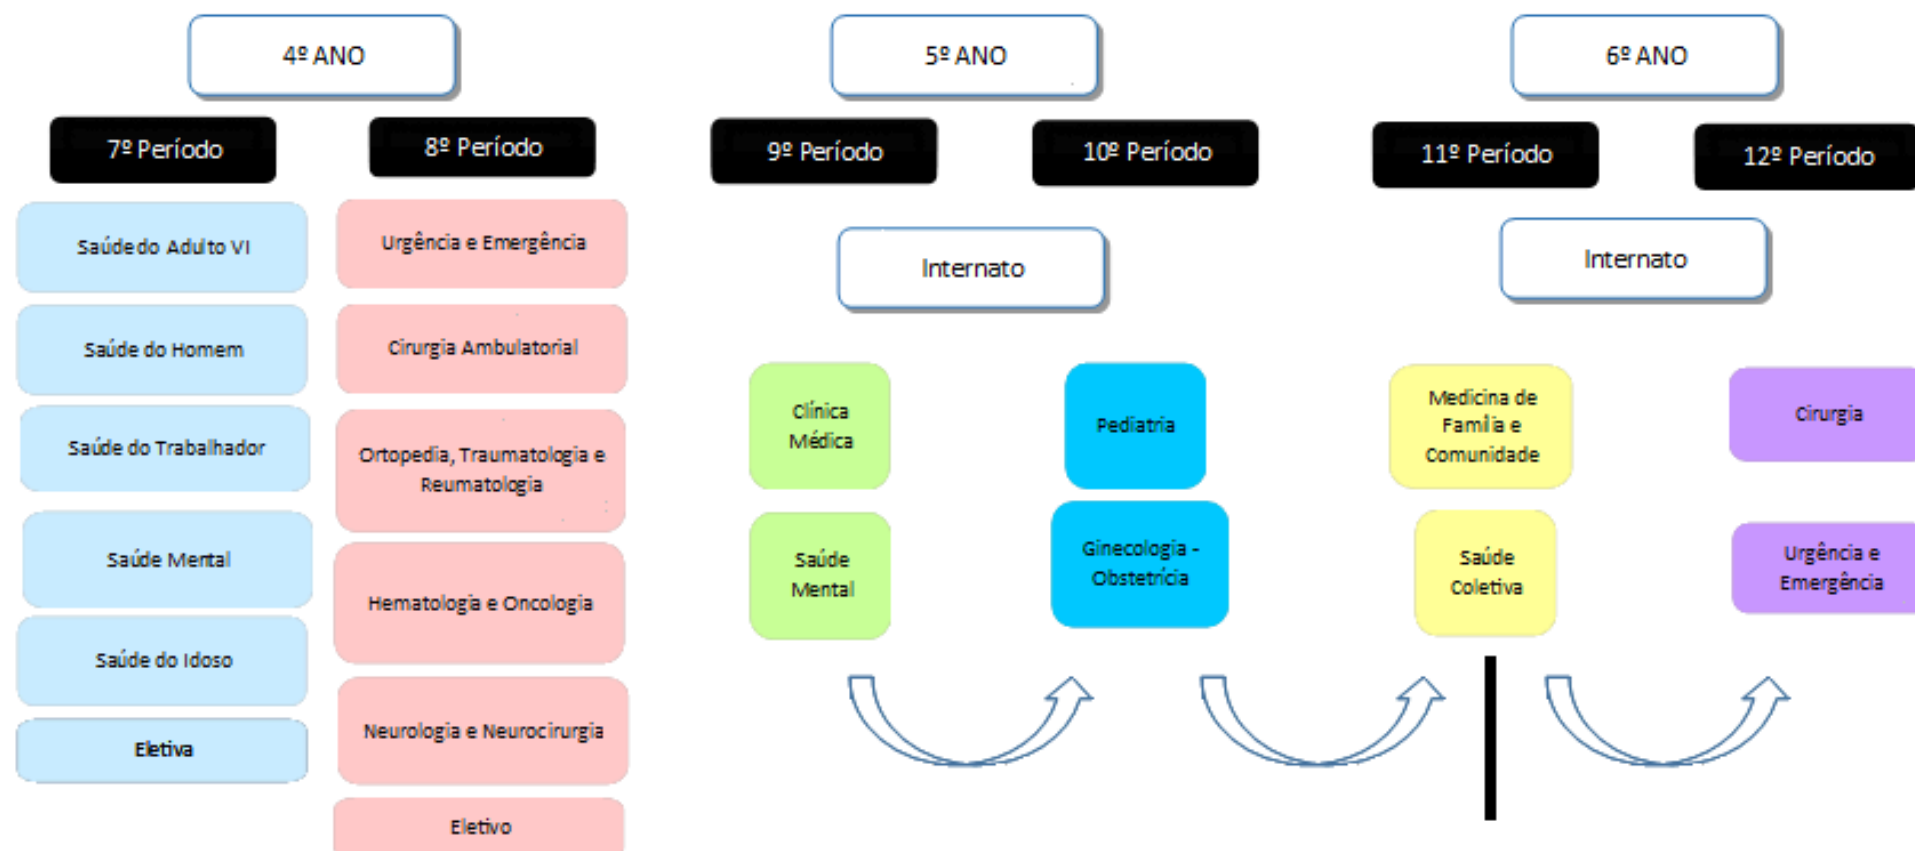 4º ANO
5º ANO
6º ANO
7º Período
8º Período
9º Período
10º Período
11º Período
12º Período
Saúde do Adulto VI
Saúde do Homem
Saúde do Trabalhador
Saúde Mental
Saúde do Idoso
Eletiva
Urgência e Emergência
Cirurgia Ambulatorial
Ortopedia, Traumatologia e
Reumatologia
Hematologia e Oncologia
Neurologia e Neurocirurgia
Eletivo
Internato
Clínica
Médica
Saúde
Mental
Pediatria
Ginecologia -
Obstetrícia
Internato
Medicina de
Família e
Comunidade
Saúde
Coletiva
Cirurgia
Urgência e
Emergência